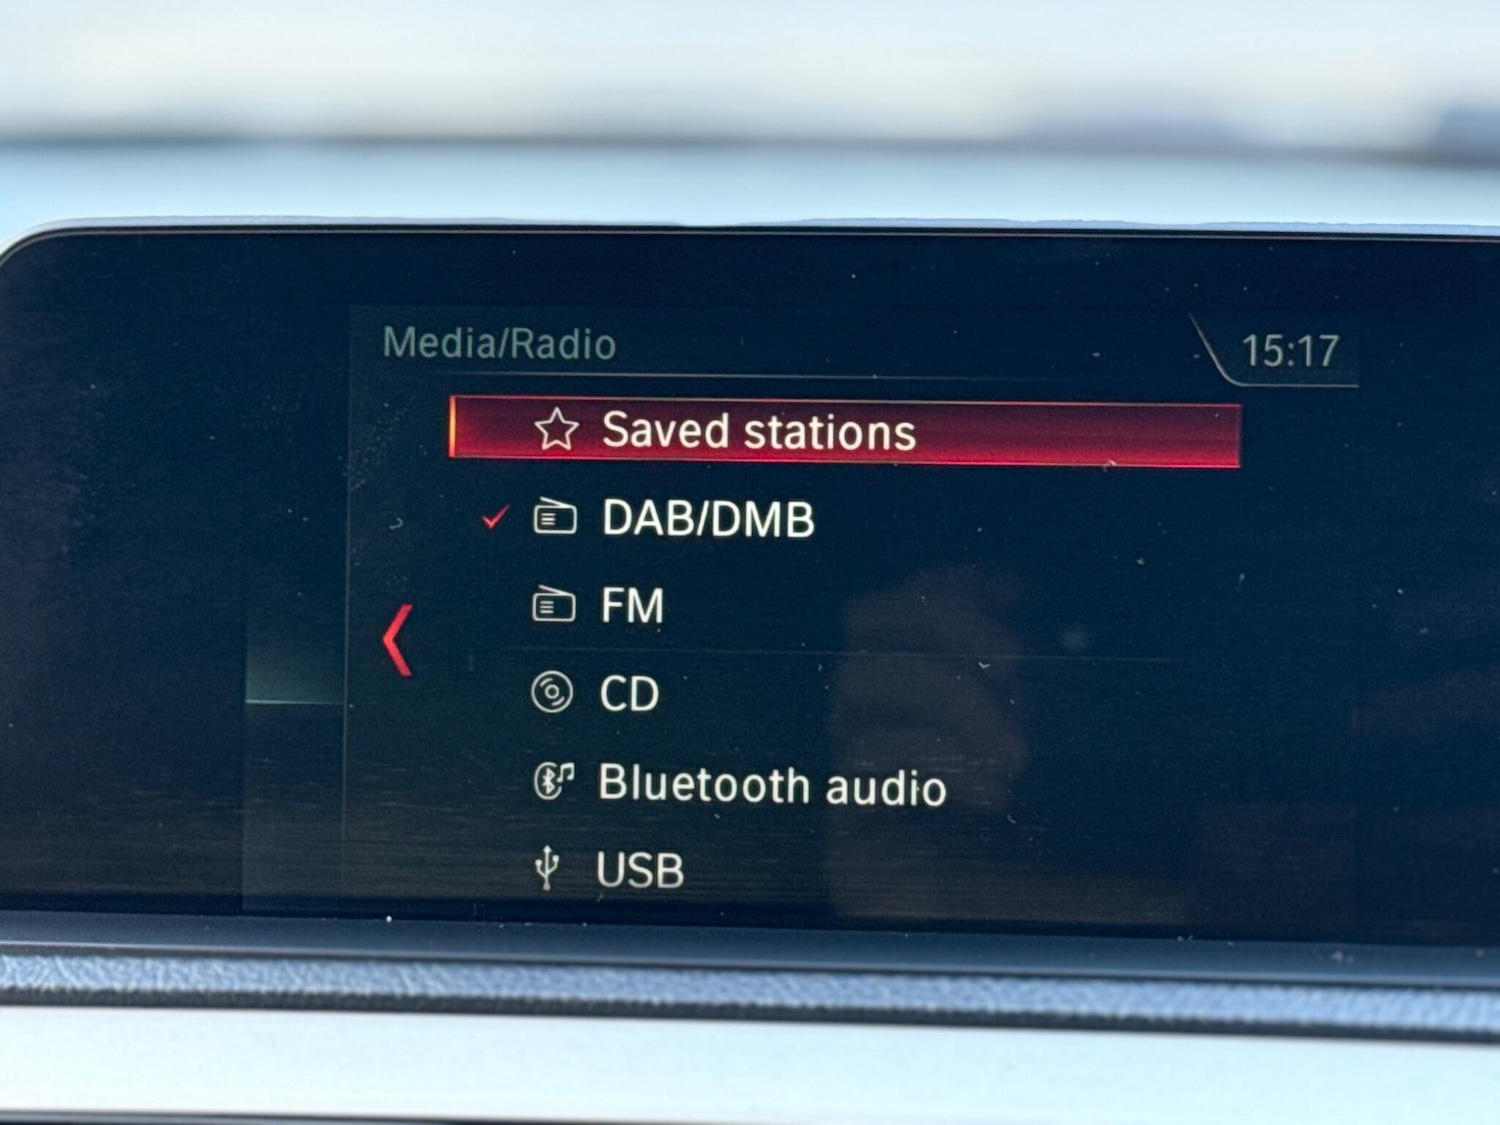 Media/Radio
15:17
Saved stations
DAB/DMB
FM
CD
Bluetooth audio
USB